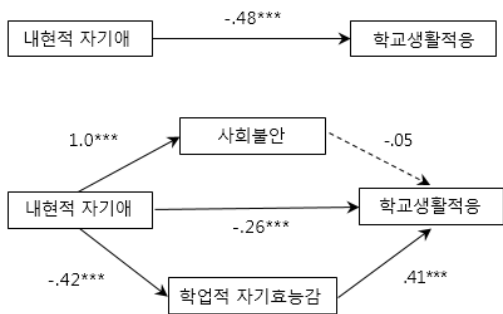 -.48***
내현적 자기애 학교생활적응
사회불안
1.0*** -.05
내현적 자기애 학교생활적응
-.26***
-.42*** .41***
학업적 자기효능감